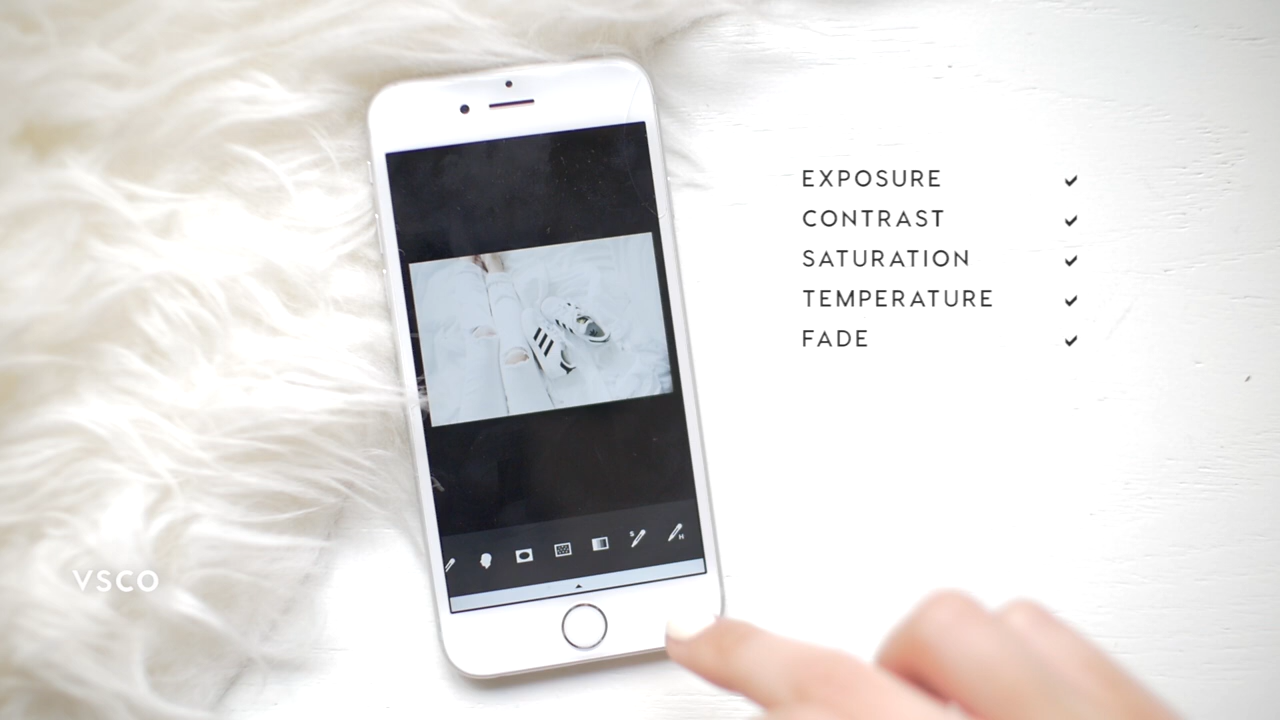 EXPOSURE ✓
CONTRAST ✓
SATURATION ✓
TEMPERATURE ✓
FADE ✓
S
H
VSCO